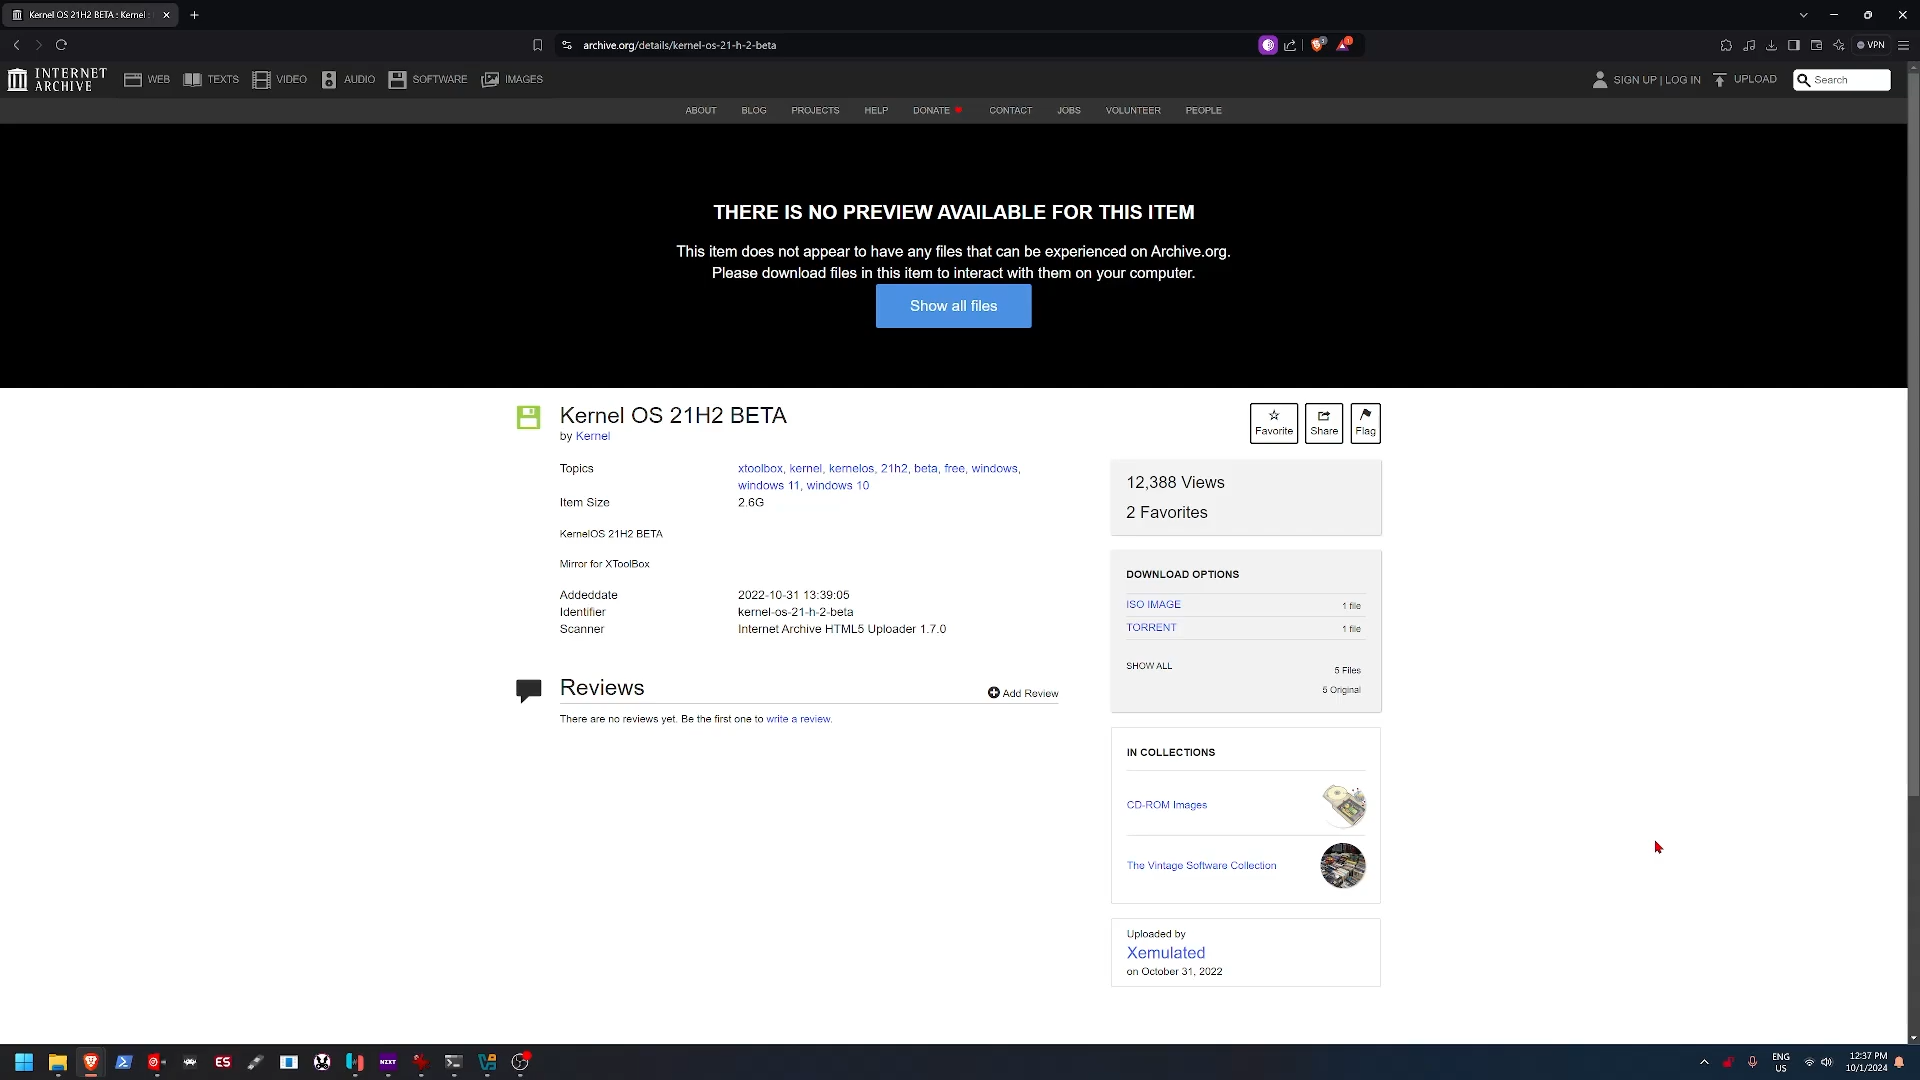 Kernel OS 21H2 BETA : Kernel :
archive.org/details/kernel-os-21-h-2-beta
VPN
INTERNET ARCHIVE
WEB
TEXTS
VIDEO
AUDIO
SOFTWARE
IMAGES
SIGN UP | LOG IN
UPLOAD
Search
ABOUT
BLOG
PROJECTS
HELP
DONATE
CONTACT
JOBS
VOLUNTEER
PEOPLE
THERE IS NO PREVIEW AVAILABLE FOR THIS ITEM
This item does not appear to have any files that can be experienced on Archive.org.
Please download files in this item to interact with them on your computer.
Show all files
Kernel OS 21H2 BETA
by Kernel
Favorite
Share
Flag
Topics
xtoolbox, kernel, kernelos, 21h2, beta, free, windows,
windows 11, windows 10
Item Size
2.6G
KernelOS 21H2 BETA
Mirror for XToolBox
Addeddate
2022-10-31 13:39:05
Identifier
kernel-os-21-h-2-beta
Scanner
Internet Archive HTML5 Uploader 1.7.0
Reviews
Add Review
There are no reviews yet. Be the first one to write a review.
12,388 Views
2 Favorites
DOWNLOAD OPTIONS
ISO IMAGE
1 file
TORRENT
1 file
SHOW ALL
5 Files
5 Original
IN COLLECTIONS
CD-ROM Images
The Vintage Software Collection
Uploaded by
Xemulated
on October 31, 2022
ES
NZXT
ENG
US
12:37 PM
10/1/2024